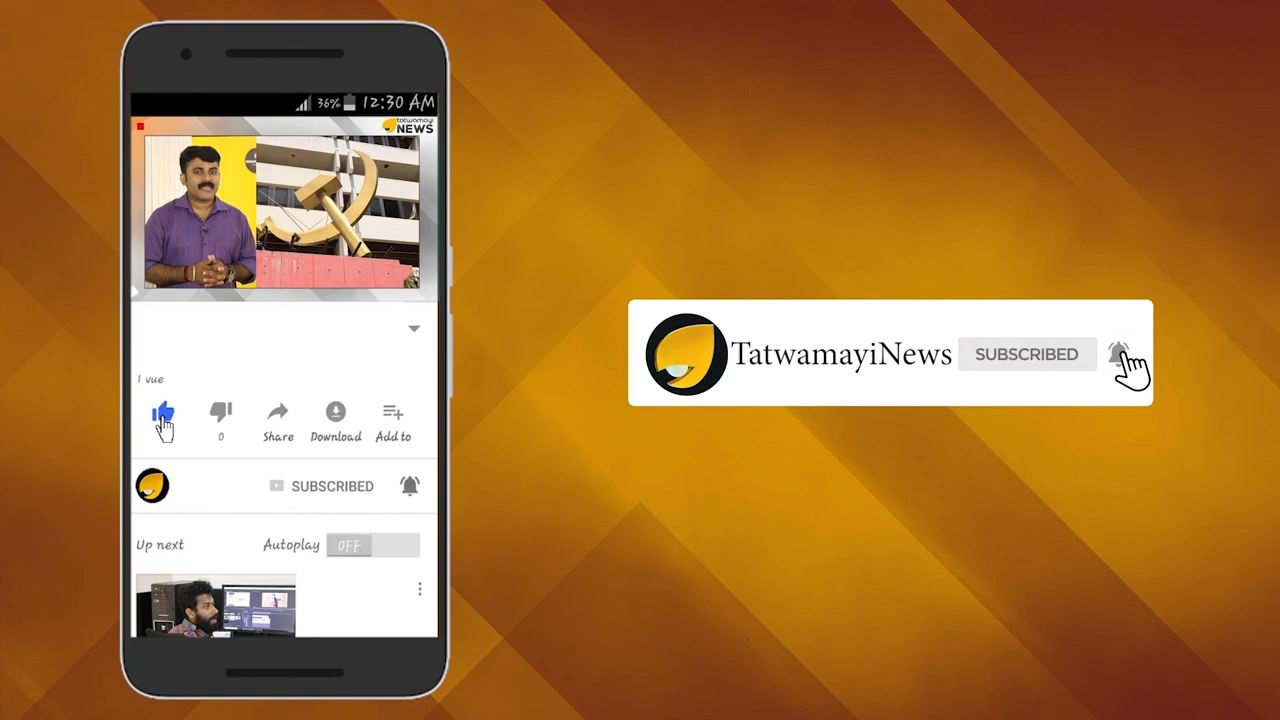 36% 12:30 AM
tatwamayi
NEWS
1 vue
0 Share Download Add to
SUBSCRIBED
Up next Autoplay OFF
TatwamayiNews SUBSCRIBED